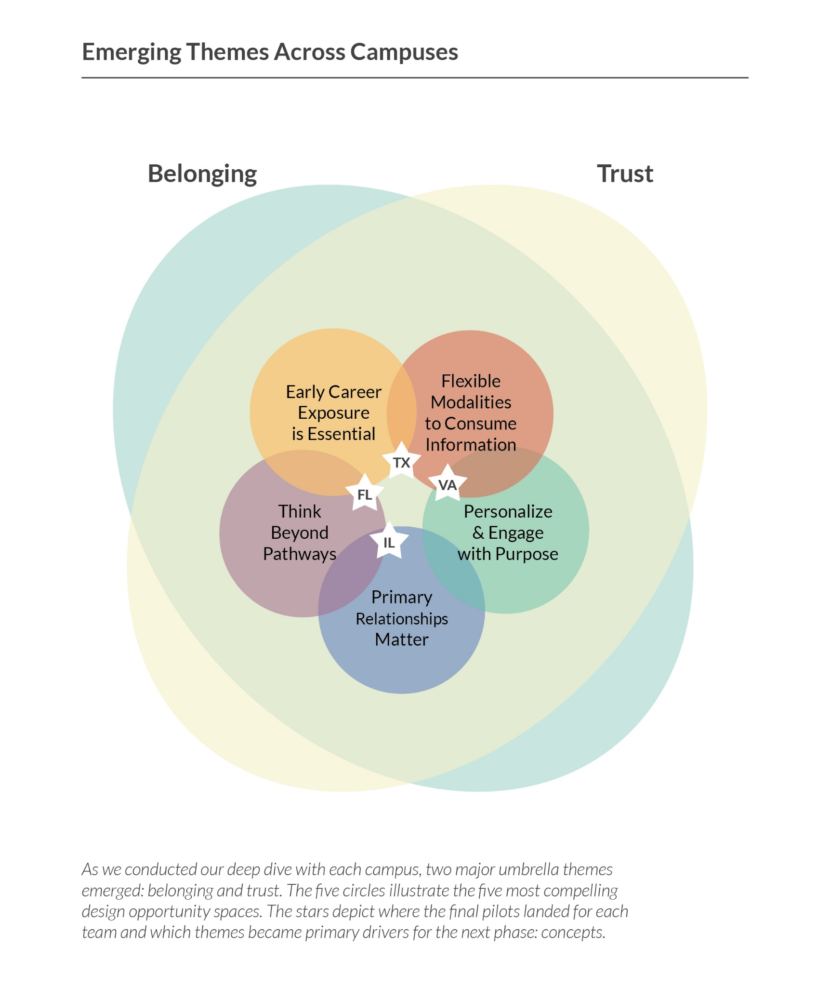 Emerging Themes Across Campuses
Belonging
Trust
Early Career
Exposure
is Essential
Flexible
Modalities
to Consume
Information
TX
VA
FL
Think
Beyond
Pathways
Personalize
& Engage
with Purpose
IL
Primary
Relationships
Matter
As we conducted our deep dive with each campus, two major umbrella themes
emerged: belonging and trust. The five circles illustrate the five most compelling
design opportunity spaces. The stars depict where the final pilots landed for each
team and which themes became primary drivers for the next phase: concepts.